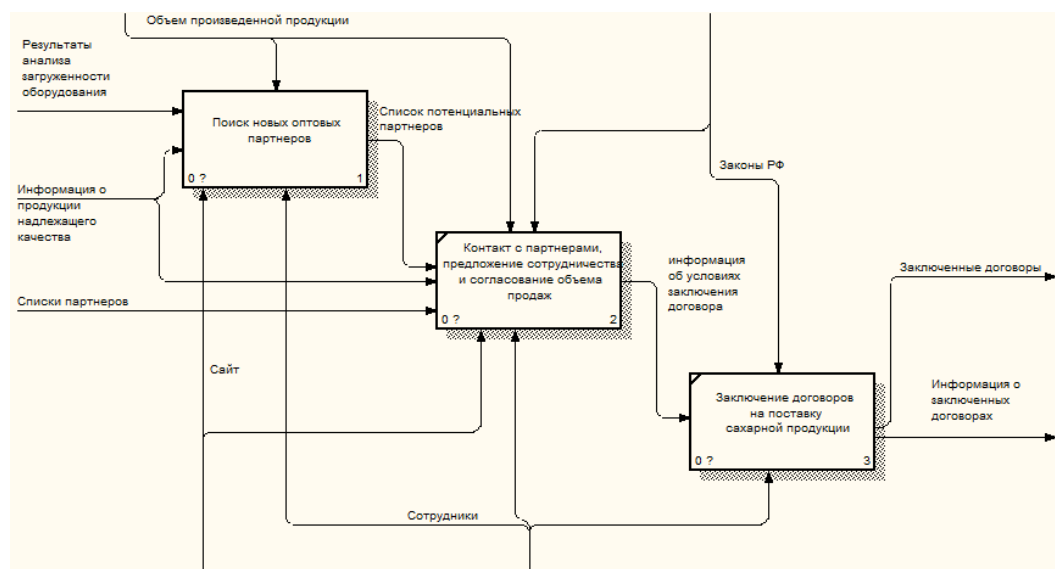 Объем произведенной продукции
Результаты
анализа
загруженности
оборудования
Поиск новых оптовых
партнеров
0 ?
1
Список потенциальных
партнеров
Законы РФ
Информация о
продукции
надлежащего
качества
Контакт с партнерами,
предложение сотрудничества
и согласование объема
продаж
0 ?
2
информация
об условиях
заключения
договора
Заключенные договоры
Списки партнеров
Сайт
Заключение договоров
на поставку
сахарной продукции
0 ?
3
Информация о
заключенных
договорах
Сотрудники